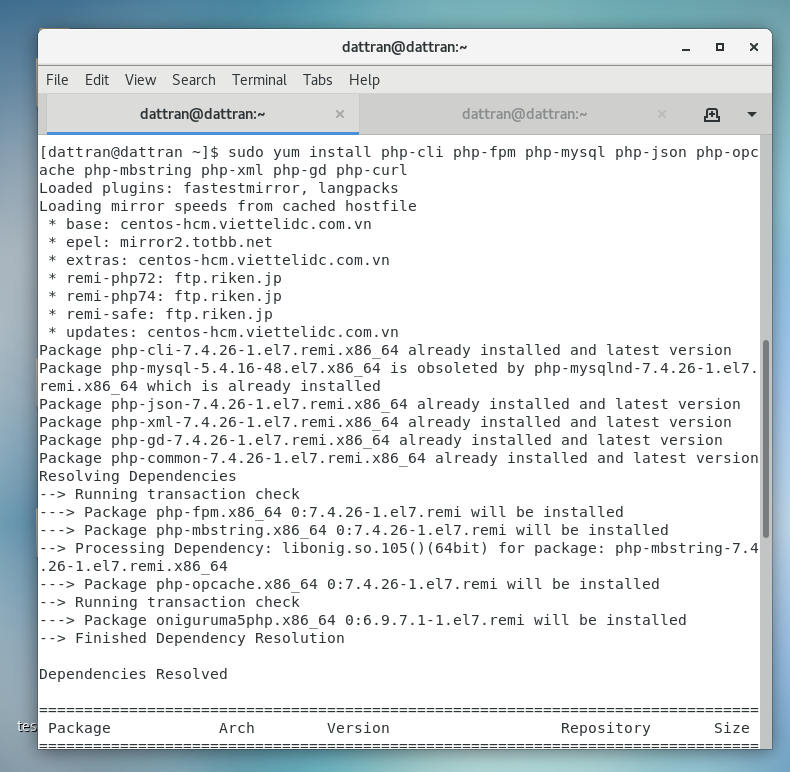 dattran@dattran:~
File Edit View Search Terminal Tabs Help
dattran@dattran:~ dattran@dattran:~
[dattran@dattran ~]$ sudo yum install php-cli php-fpm php-mysql php-json php-opc
ache php-mbstring php-xml php-gd php-curl
Loaded plugins: fastestmirror, langpacks
Loading mirror speeds from cached hostfile
 * base: centos-hcm.viettelidc.com.vn
 * epel: mirror2.totbb.net
 * extras: centos-hcm.viettelidc.com.vn
 * remi-php72: ftp.riken.jp
 * remi-php74: ftp.riken.jp
 * remi-safe: ftp.riken.jp
 * updates: centos-hcm.viettelidc.com.vn
Package php-cli-7.4.26-1.el7.remi.x86_64 already installed and latest version
Package php-mysql-5.4.16-48.el7.x86_64 is obsoleted by php-mysqlnd-7.4.26-1.el7.
remi.x86_64 which is already installed
Package php-json-7.4.26-1.el7.remi.x86_64 already installed and latest version
Package php-xml-7.4.26-1.el7.remi.x86_64 already installed and latest version
Package php-gd-7.4.26-1.el7.remi.x86_64 already installed and latest version
Package php-common-7.4.26-1.el7.remi.x86_64 already installed and latest version
Resolving Dependencies
--> Running transaction check
---> Package php-fpm.x86_64 0:7.4.26-1.el7.remi will be installed
---> Package php-mbstring.x86_64 0:7.4.26-1.el7.remi will be installed
--> Processing Dependency: libonig.so.105()(64bit) for package: php-mbstring-7.4
.26-1.el7.remi.x86_64
---> Package php-opcache.x86_64 0:7.4.26-1.el7.remi will be installed
--> Running transaction check
---> Package oniguruma5php.x86_64 0:6.9.7.1-1.el7.remi will be installed
--> Finished Dependency Resolution
Dependencies Resolved
================================================================================
 Package Arch Version Repository Size
================================================================================
tes